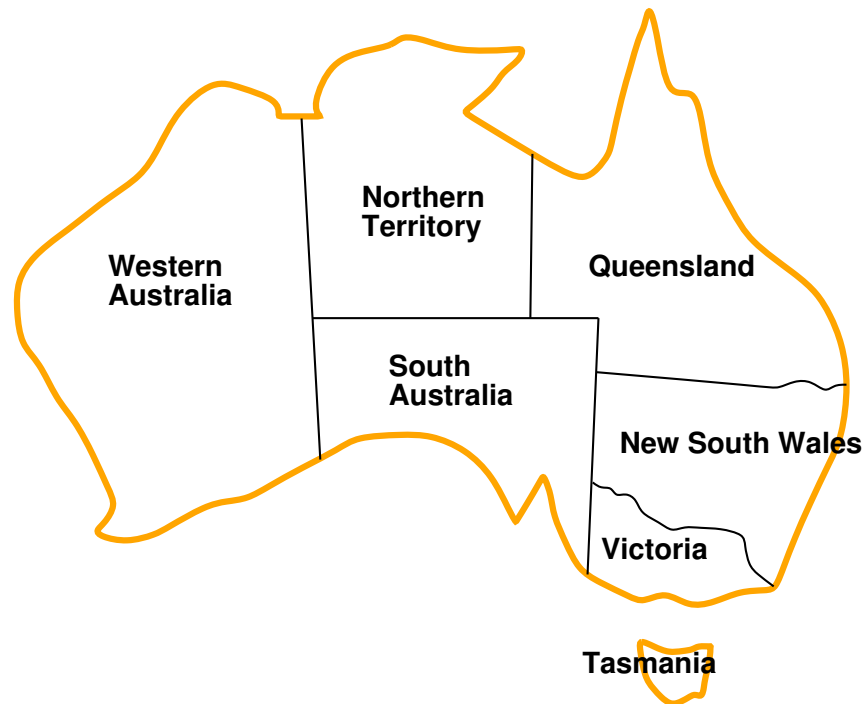 Northern
Territory
Western
Australia
Queensland
South
Australia
New South Wales
Victoria
Tasmania